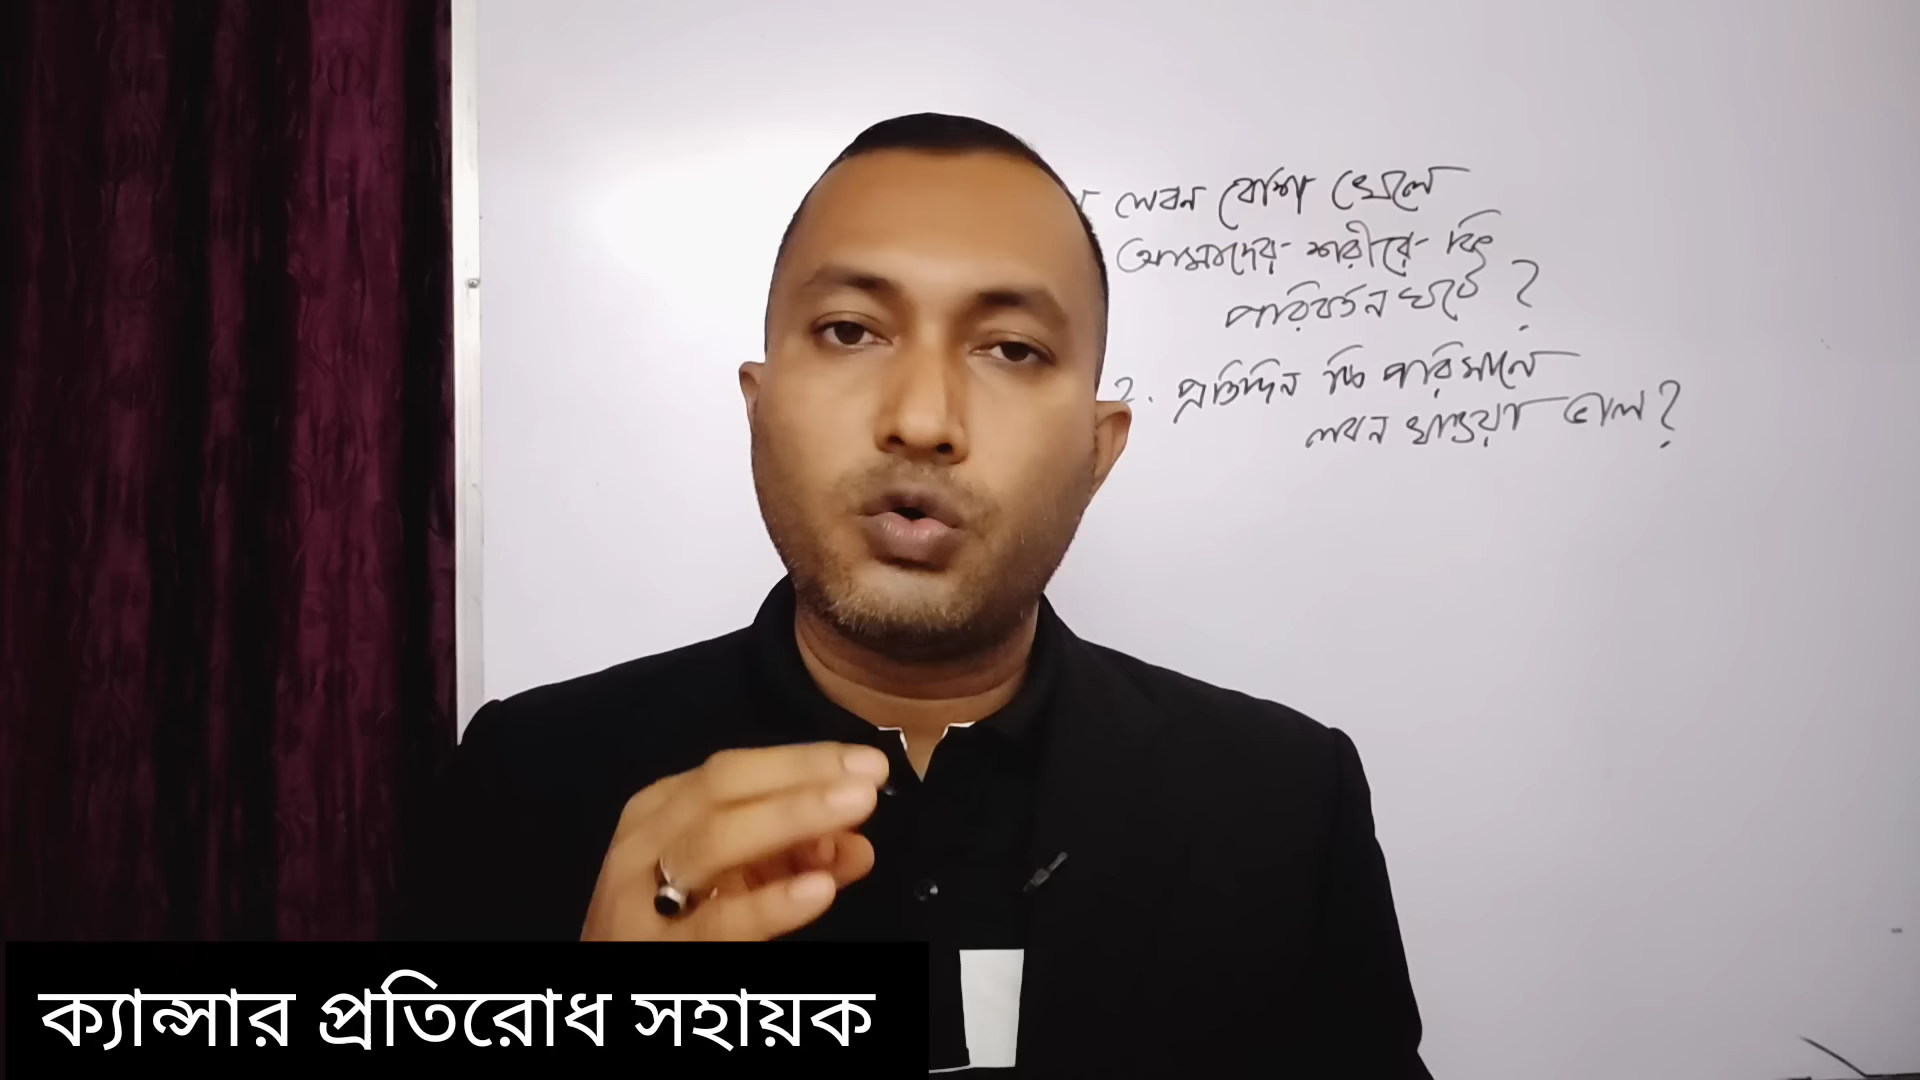 লবন বেশি খেলে
আমাদের শরীরে কি
পরিবর্তন ঘটে ?
2. প্রতিদিন কি পরিমানে
লবন খাওয়া ভাল ?
ক্যান্সার প্রতিরোধ সহায়ক